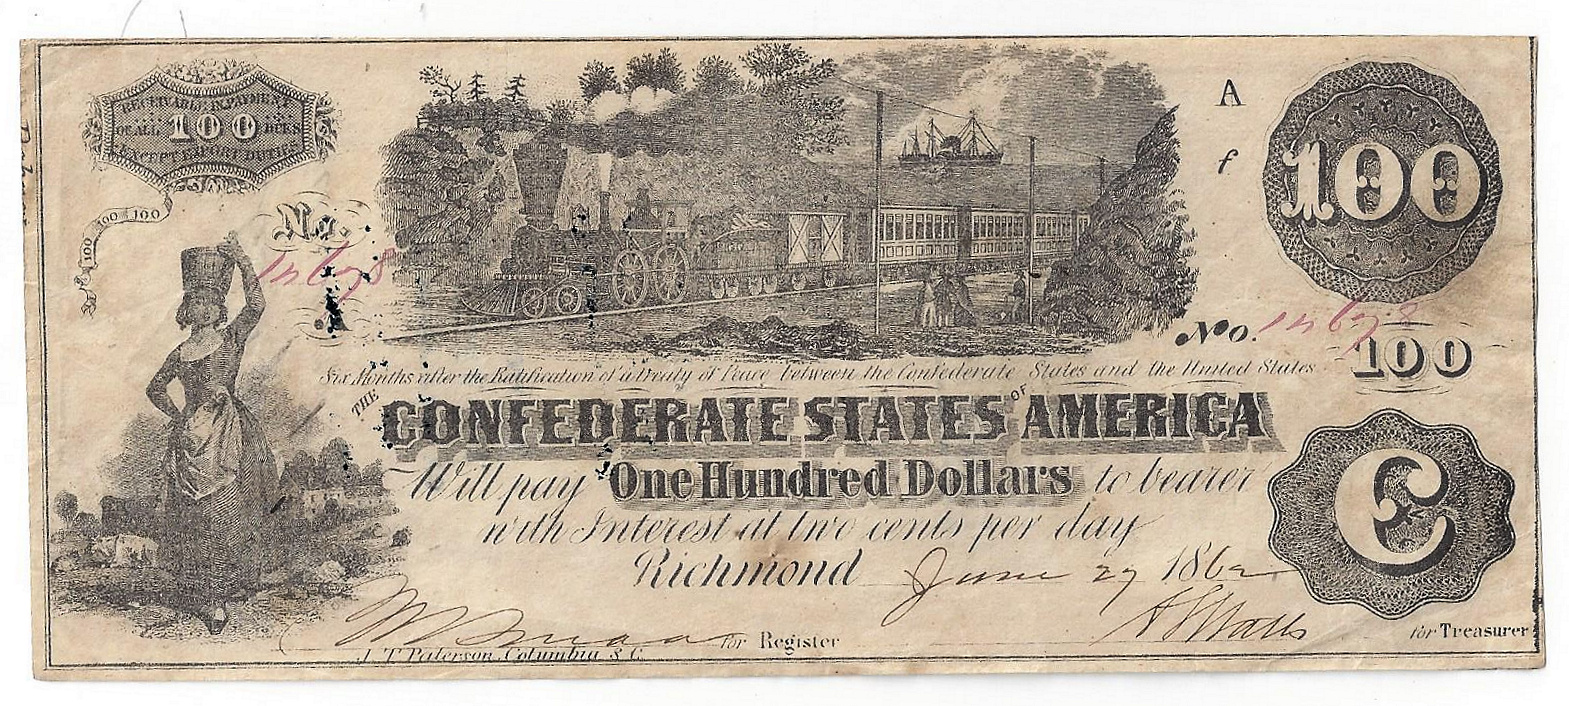 RECEIVABLE IN PAYMENT
OF ALL 100 DUES
EXCEPT EXPORT DUTIES
100 100 100
No.
A
A
f
100
No.
100
Six Months after the Ratification of a Treaty of Peace between the Confederate States and the United States
THE CONFEDERATE STATES OF AMERICA
Will pay One Hundred Dollars to bearer
with Interest at two cents per day
Richmond June 27 1862
C
for Register
for Treasurer
J. T. Paterson, Columbia S.C.